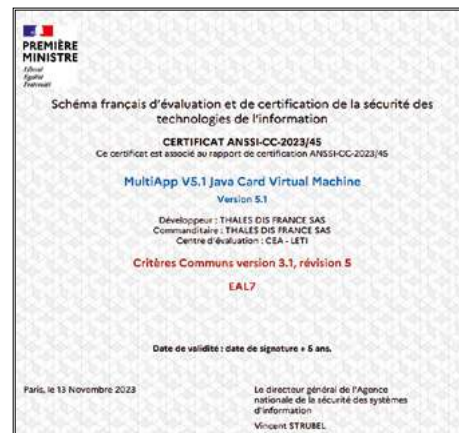 PREMIÈRE
MINISTRE
Liberté
Égalité
Fraternité
Schéma français d'évaluation et de certification de la sécurité des
technologies de l'information
CERTIFICAT ANSSI-CC-2023/45
Ce certificat est associé au rapport de certification ANSSI-CC-2023/45
MultiApp V5.1 Java Card Virtual Machine
Version 5.1
Développeur : THALES DIS FRANCE SAS
Commanditaire : THALES DIS FRANCE SAS
Centre d'évaluation : CEA - LETI
Critères Communs version 3.1, révision 5
EAL7
Date de validité : date de signature + 5 ans.
Paris, le 13 Novembre 2023
Le directeur général de l'Agence
nationale de la sécurité des systèmes
d'information
Vincent STRUBEL